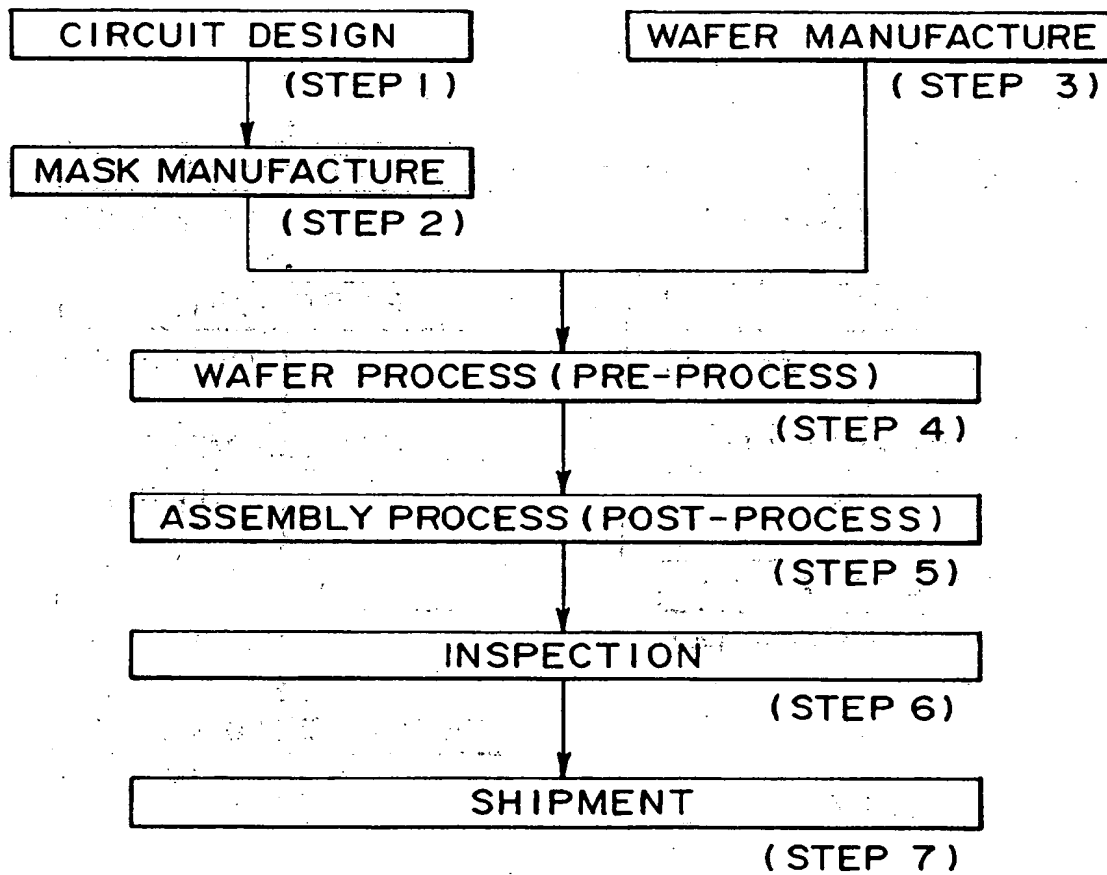 CIRCUIT DESIGN
(STEP 1)
MASK MANUFACTURE
(STEP 2)
WAFER MANUFACTURE
(STEP 3)
WAFER PROCESS (PRE-PROCESS)
(STEP 4)
ASSEMBLY PROCESS (POST-PROCESS)
(STEP 5)
INSPECTION
(STEP 6)
SHIPMENT
(STEP 7)